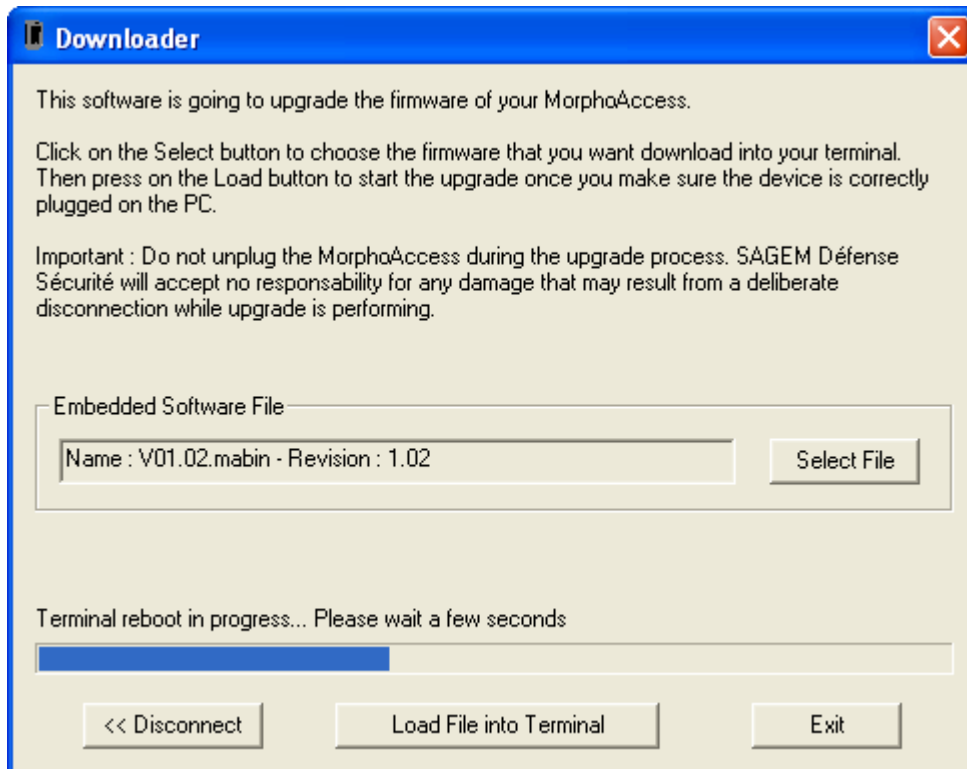 Downloader
This software is going to upgrade the firmware of your MorphoAccess.
Click on the Select button to choose the firmware that you want download into your terminal.
Then press on the Load button to start the upgrade once you make sure the device is correctly
plugged on the PC.
Important : Do not unplug the MorphoAccess during the upgrade process. SAGEM Défense
Sécurité will accept no responsability for any damage that may result from a deliberate
disconnection while upgrade is performing.
Embedded Software File
Name : V01.02.mabin - Revision : 1.02
Select File
Terminal reboot in progress... Please wait a few seconds
<< Disconnect
Load File into Terminal
Exit